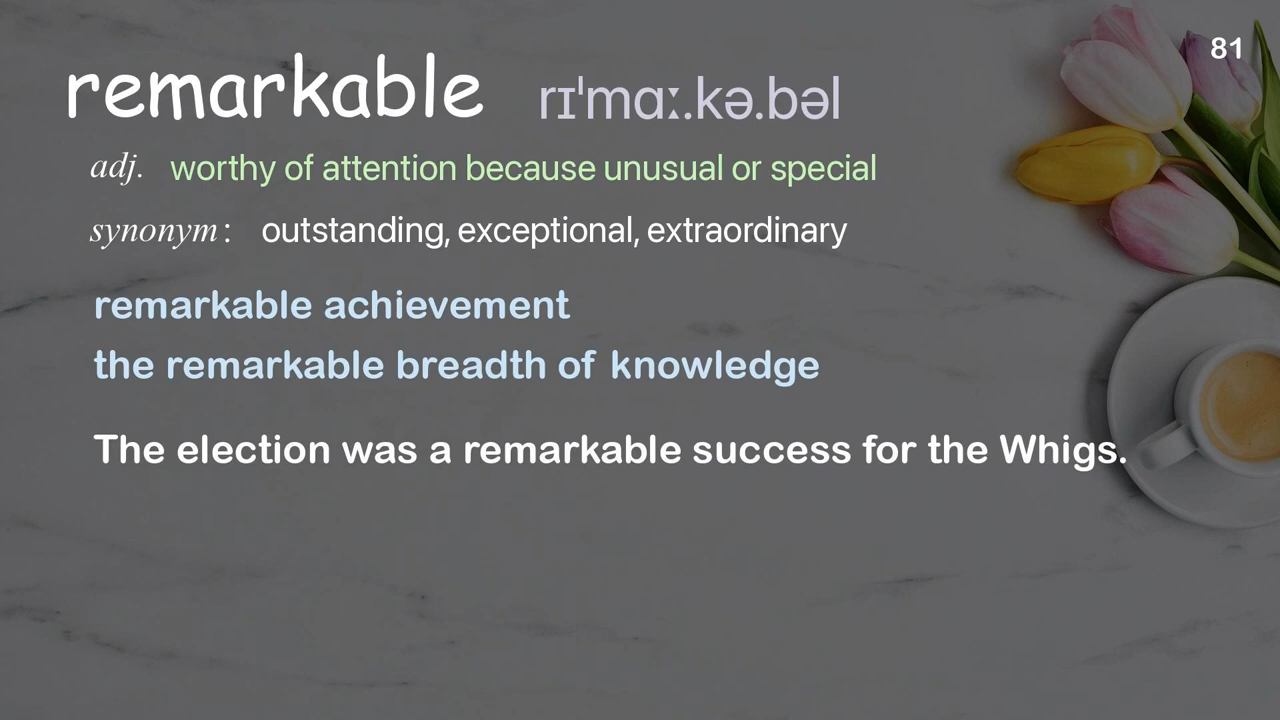 81
remarkable rɪˈmɑː.kə.bəl
adj. worthy of attention because unusual or special
synonym: outstanding, exceptional, extraordinary
remarkable achievement
the remarkable breadth of knowledge
The election was a remarkable success for the Whigs.